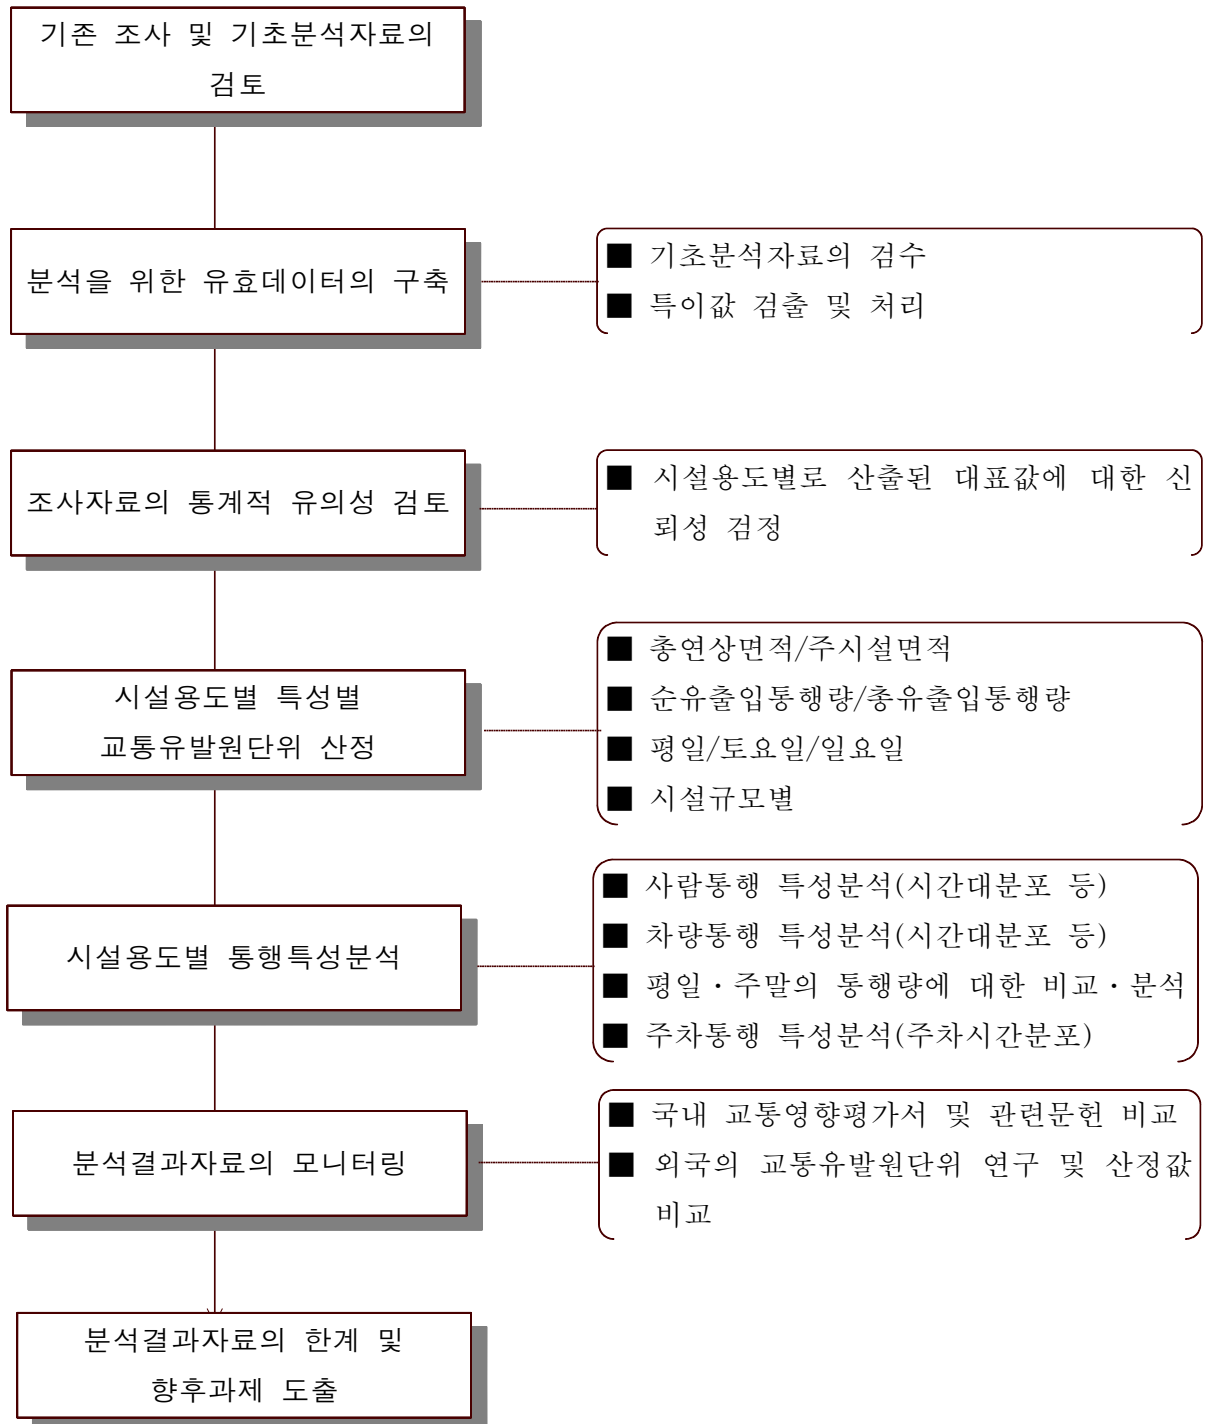 기존 조사 및 기초분석자료의
검토
분석을 위한 유효데이터의 구축
■ 기초분석자료의 검수
■ 특이값 검출 및 처리
조사자료의 통계적 유의성 검토
■ 시설용도별로 산출된 대표값에 대한 신
뢰성 검정
시설용도별 특성별
교통유발원단위 산정
■ 총연상면적/주시설면적
■ 순유출입통행량/총유출입통행량
■ 평일/토요일/일요일
■ 시설규모별
시설용도별 통행특성분석
■ 사람통행 특성분석(시간대분포 등)
■ 차량통행 특성분석(시간대분포 등)
■ 평일·주말의 통행량에 대한 비교·분석
■ 주차통행 특성분석(주차시간분포)
분석결과자료의 모니터링
■ 국내 교통영향평가서 및 관련문헌 비교
■ 외국의 교통유발원단위 연구 및 산정값
비교
분석결과자료의 한계 및
향후과제 도출